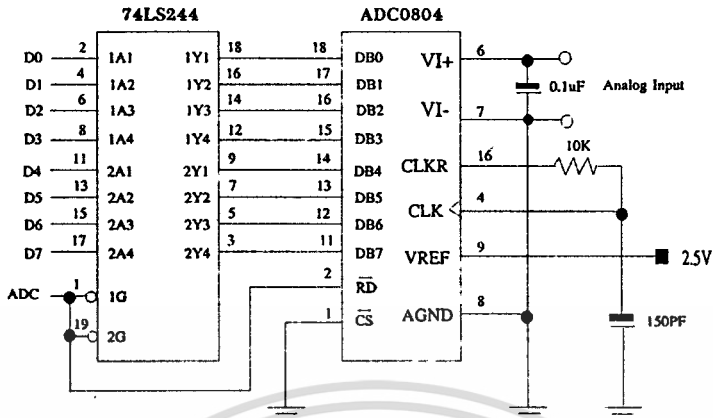 74LS244 ADC0804
D0 2 1A1 1Y1 18 18 DB0 VI+ 6
D1 4 1A2 1Y2 16 17 DB1 0.1uF Analog Input
D2 6 1A3 1Y3 14 16 DB2 VI- 7
D3 8 1A4 1Y4 12 15 DB3 10K
D4 11 2A1 2Y1 9 14 DB4 CLKR 16
D5 13 2A2 2Y2 7 13 DB5 4
D6 15 2A3 2Y3 5 12 DB6 CLK
D7 17 2A4 2Y4 3 11 DB7 VREF 9 2.5V
ADC 1 1G 2 RD
19 2G 1 CS AGND 8 150PF